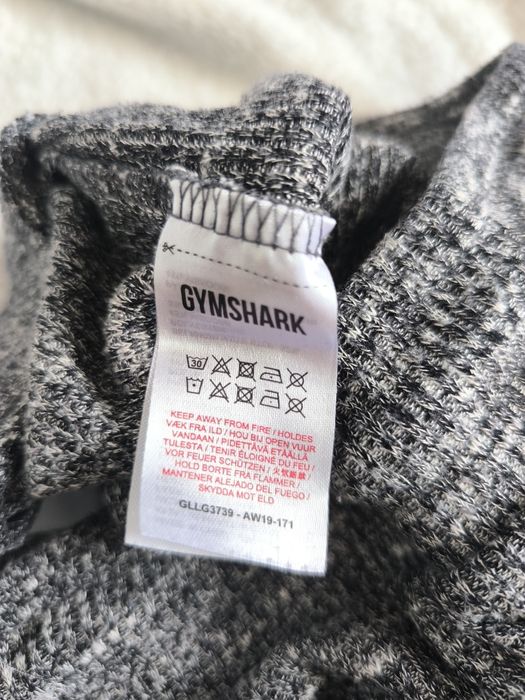 GYMSHARK
30
KEEP AWAY FROM FIRE / HOLDES
VÆK FRA ILD / HOU BIJ OPEN VUUR
VANDAAN / PIDETTÄVÄ ETÄÄLLÄ
TULESTA / TENIR ÉLOIGNÉ DU FEU /
VOR FEUER SCHÜTZEN / 火気厳禁 /
HOLD BORTE FRA FLAMMER /
MANTENER ALEJADO DEL FUEGO /
SKYDDA MOT ELD
GLLG3739 - AW19-171